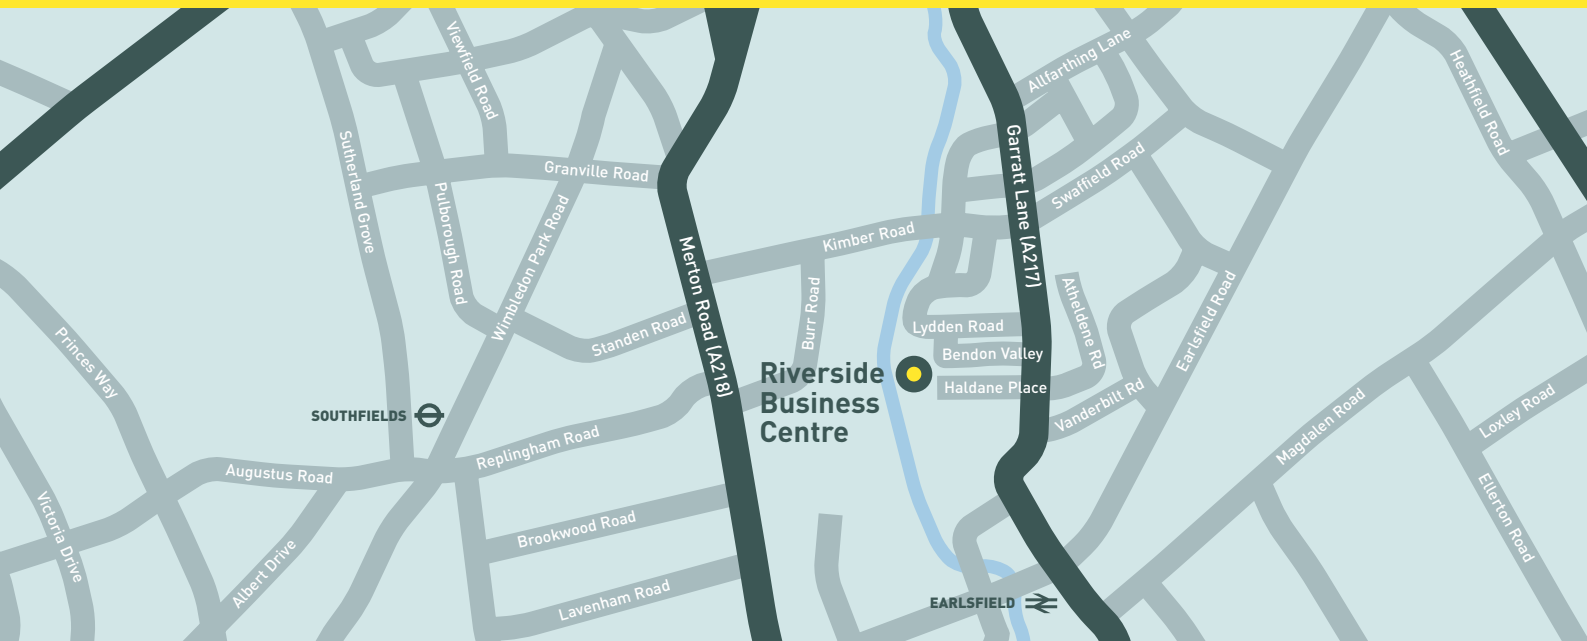 Viewfield Road
Allfarthing Lane
Heathfield Road
Sutherland Grove
Granville Road
Garratt Lane (A217)
Swaffield Road
Pulborough Road
Wimbledon Park Road
Kimber Road
Merton Road (A218)
Burr Road
Atheldene Rd
Earlsfield Road
Standen Road
Lydden Road
Bendon Valley
Haldane Place
Princes Way
Riverside
Business
Centre
Vanderbilt Rd
Magdalen Road
Loxley Road
SOUTHFIELDS
Replingham Road
Augustus Road
Victoria Drive
Brookwood Road
Ellerton Road
Albert Drive
Lavenham Road
EARLSFIELD